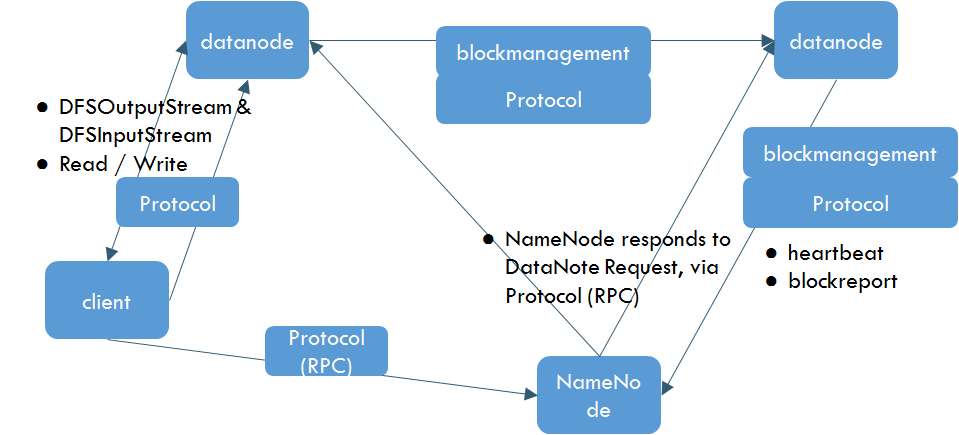 datanode
blockmanagement
Protocol
datanode
● DFSOutputStream &
DFSInputStream
● Read / Write
Protocol
blockmanagement
Protocol
● NameNode responds to
DataNote Request, via
Protocol (RPC)
● heartbeat
● blockreport
client
Protocol
(RPC)
NameNo
de